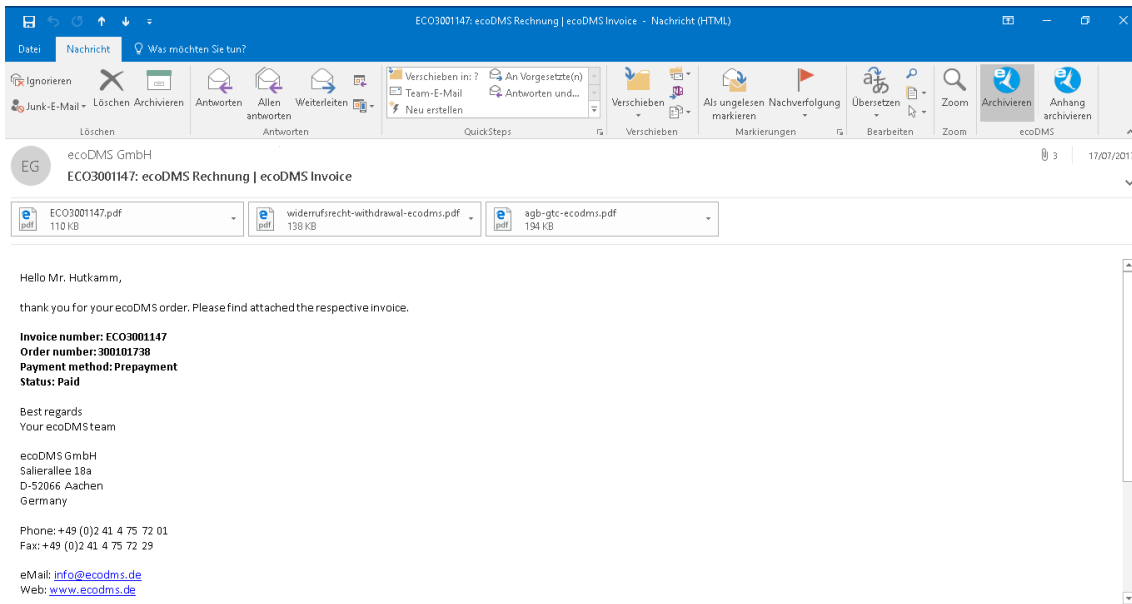 ECO3001147: ecoDMS Rechnung | ecoDMS Invoice - Nachricht (HTML)
Datei Nachricht Was möchten Sie tun?
Ignorieren
Junk-E-Mail
Löschen Archivieren
Löschen
Antworten Allen antworten Weiterleiten
Antworten
Verschieben in: ? An Vorgesetzte(n)
Team-E-Mail Antworten und...
Neu erstellen
QuickSteps
Verschieben
Verschieben
Als ungelesen markieren Nachverfolgung
Markierungen
Übersetzen
Bearbeiten
Zoom
Zoom
Archivieren Anhang archivieren
ecoDMS
EG
ecoDMS GmbH
3 17/07/201
ECO3001147: ecoDMS Rechnung | ecoDMS Invoice
pdf ECO3001147.pdf
110 KB
pdf widerrufsrecht-withdrawal-ecodms.pdf
138 KB
pdf agb-gtc-ecodms.pdf
194 KB
Hello Mr. Hutkamm,
thank you for your ecoDMS order. Please find attached the respective invoice.
Invoice number: ECO3001147
Order number: 300101738
Payment method: Prepayment
Status: Paid
Best regards
Your ecoDMS team
ecoDMS GmbH
Salierallee 18a
D-52066 Aachen
Germany
Phone: +49 (0)2 41 4 75 72 01
Fax: +49 (0)2 41 4 75 72 29
eMail: info@ecodms.de
Web: www.ecodms.de